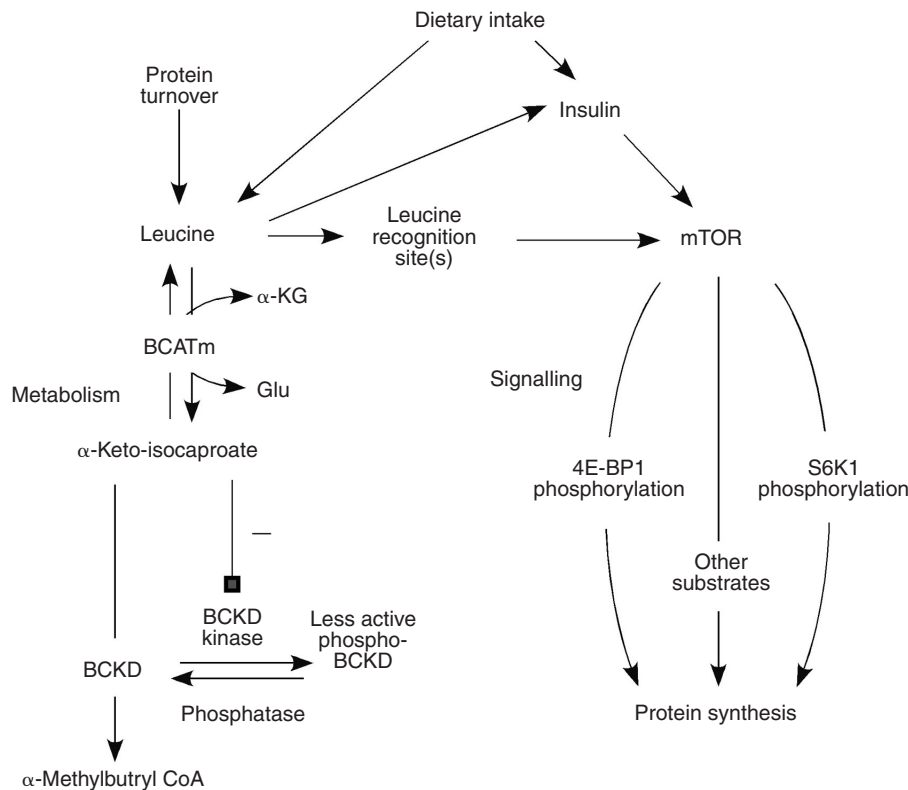 Dietary intake
Protein
turnover
Insulin
Leucine
Leucine
recognition
site(s)
mTOR
α-KG
BCATm
Metabolism
Glu
Signalling
α-Keto-isocaproate
4E-BP1
phosphorylation
S6K1
phosphorylation
–
Other
substrates
BCKD
kinase
Less active
phospho-
BCKD
BCKD
Phosphatase
Protein synthesis
α-Methylbutryl CoA